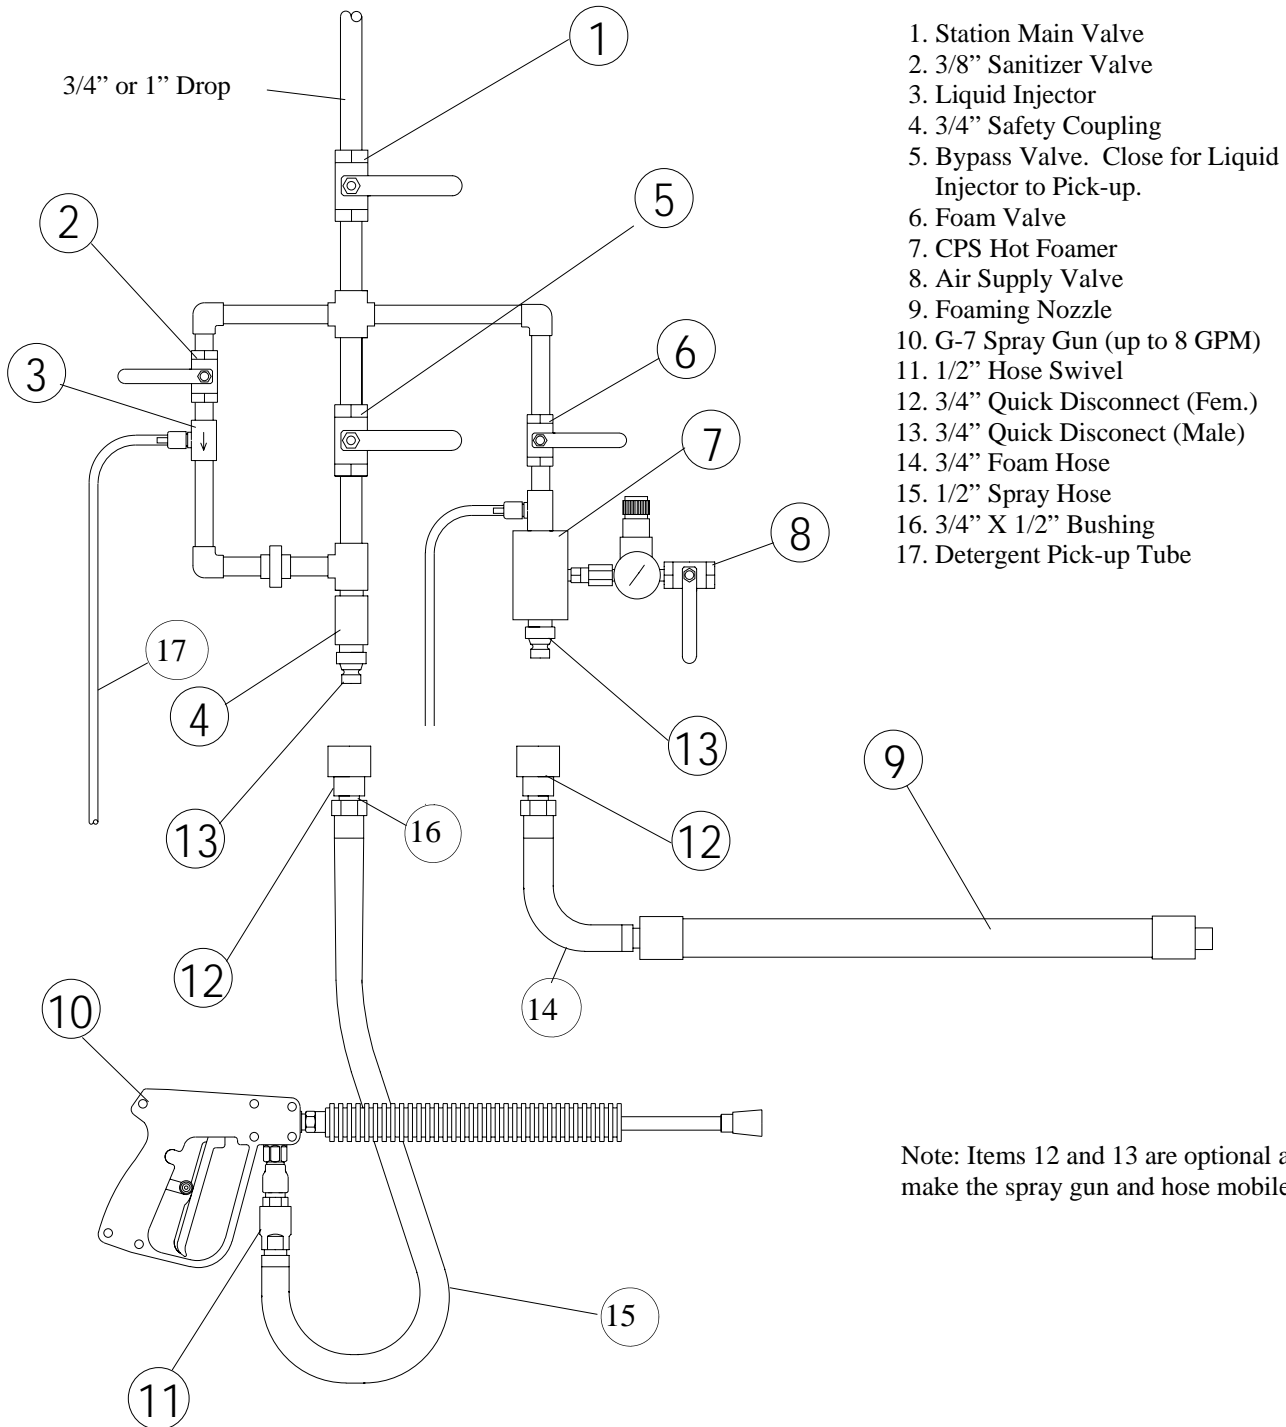 3/4” or 1” Drop
1
2
5
3
6
7
8
17
4
13
9
13
16
12
12
14
10
15
11
1. Station Main Valve
2. 3/8” Sanitizer Valve
3. Liquid Injector
4. 3/4” Safety Coupling
5. Bypass Valve.  Close for Liquid
Injector to Pick-up.
6. Foam Valve
7. CPS Hot Foamer
8. Air Supply Valve
9. Foaming Nozzle
10. G-7 Spray Gun (up to 8 GPM)
11. 1/2” Hose Swivel
12. 3/4” Quick Disconnect (Fem.)
13. 3/4” Quick Disconect (Male)
14. 3/4” Foam Hose
15. 1/2” Spray Hose
16. 3/4” X 1/2” Bushing
17. Detergent Pick-up Tube
Note: Items 12 and 13 are optional
make the spray gun and hose mobile